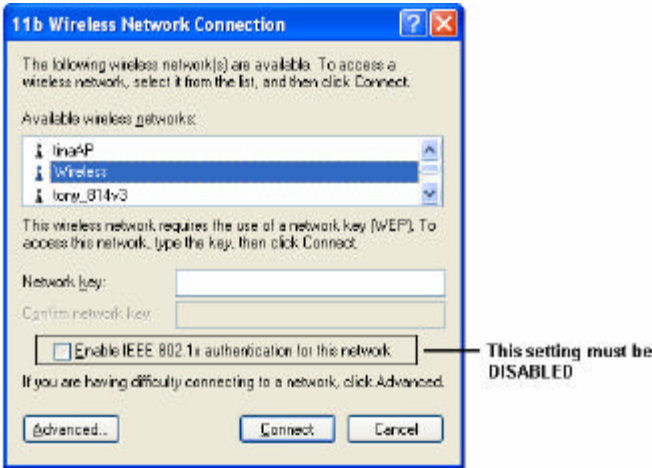 11b Wireless Network Connection
The following wireless network(s) are available. To access a
wireless network, select it from the list, and then click Connect.
Available wireless networks:
tinaAP
Wireless
tony_814v3
This wireless network requires the use of a network key (WEP). To
access this network, type the key, then click Connect.
Network key:
Confirm network key:
Enable IEEE 802.1x authentication for this network
This setting must be
DISABLED
If you are having difficulty connecting to a network, click Advanced.
Advanced...
Connect
Cancel